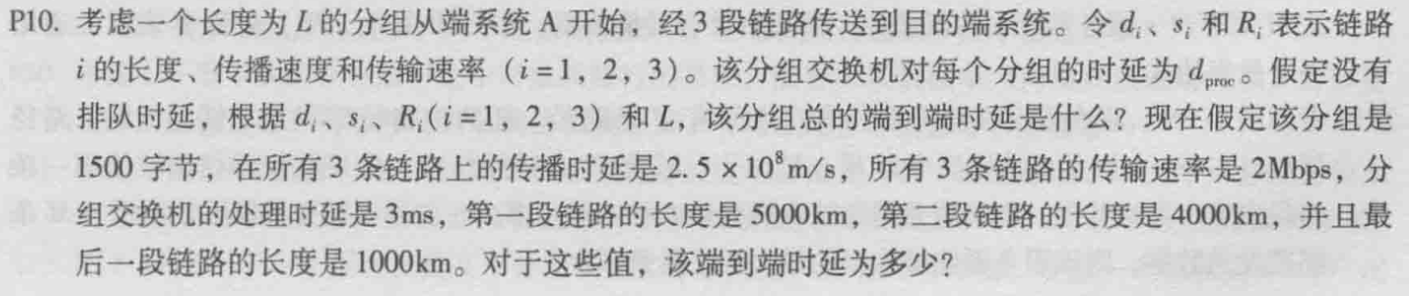 P10. 考虑一个长度为 L 的分组从端系统 A 开始，经 3 段链路传送到目的端系统。令 dᵢ、sᵢ 和 Rᵢ 表示链路
i 的长度、传播速度和传输速率（i = 1，2，3）。该分组交换机对每个分组的时延为 d_proc。假定没有
排队时延，根据 dᵢ、sᵢ、Rᵢ(i = 1，2，3) 和 L，该分组总的端到端时延是什么？现在假定该分组是
1500 字节，在所有 3 条链路上的传播时延是 2.5 × 10⁸m/s，所有 3 条链路的传输速率是 2Mbps，分
组交换机的处理时延是 3ms，第一段链路的长度是 5000km，第二段链路的长度是 4000km，并且最
后一段链路的长度是 1000km。对于这些值，该端到端时延为多少？